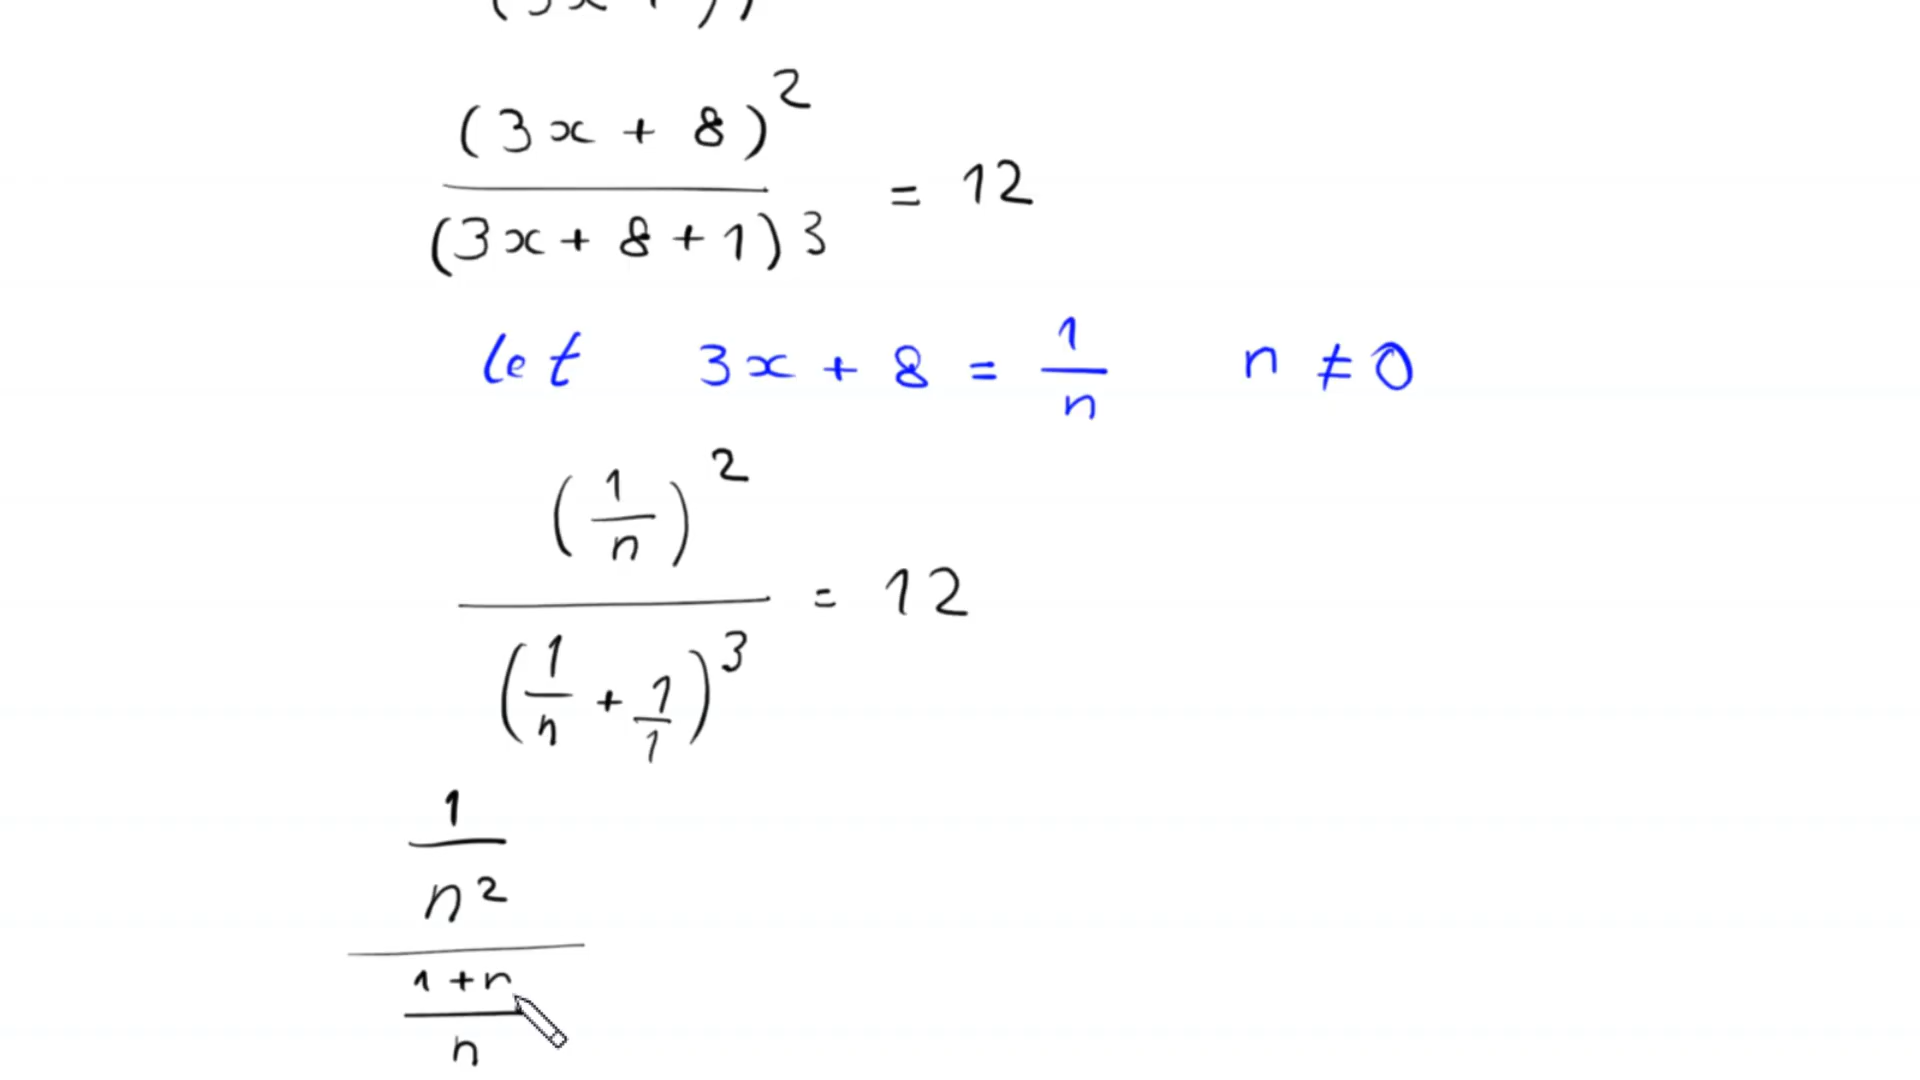 (3x + 8)²
(3x + 8 + 1)³ = 12
let 3x + 8 = 1/n n ≠ 0
(1/n)²
= 12
(1/n + 1/1)³
1
n²
1 + n
n